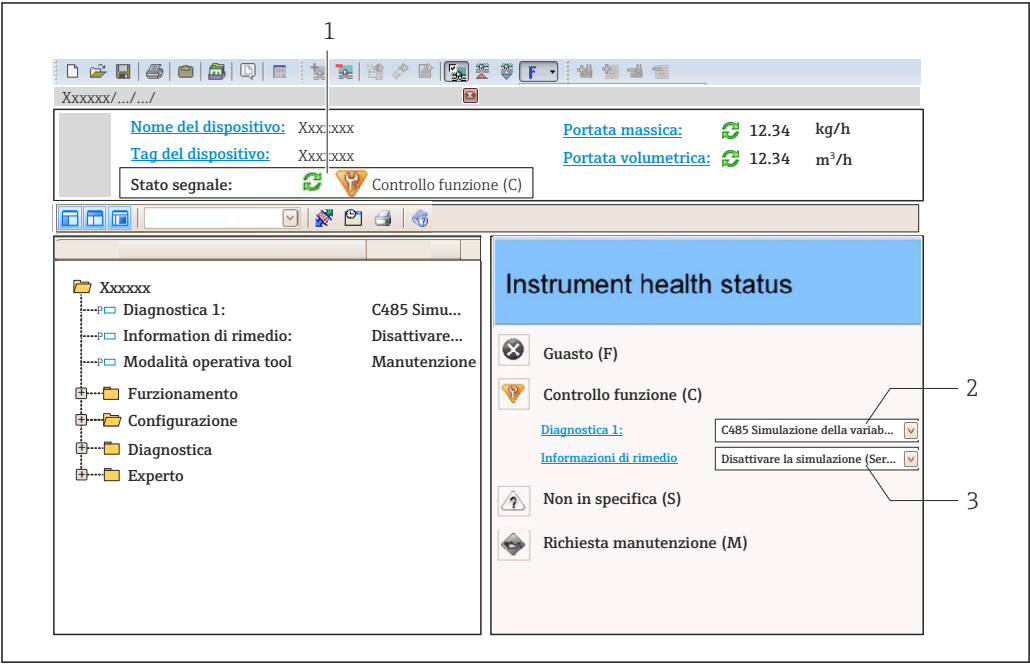 1
F
Xxxxxx/.../.../
Nome del dispositivo: Xxxxxxx
Portata massica: 12.34 kg/h
Tag del dispositivo: Xxxxxxx
Portata volumetrica: 12.34 m³/h
Stato segnale: Controllo funzione (C)
Xxxxxx
Diagnostica 1: C485 Simu...
P Information di rimedio: Disattivare...
P Modalità operativa tool Manutenzione
Furzionamento
Configurazione
Diagnostica
Experto
Instrument health status
Guasto (F)
Controllo funzione (C)
2
Diagnostica 1: C485 Simulazione della variab...
Informazioni di rimedio Disattivare la simulazione (Ser...
3
Non in specifica (S)
Richiesta manutenzione (M)